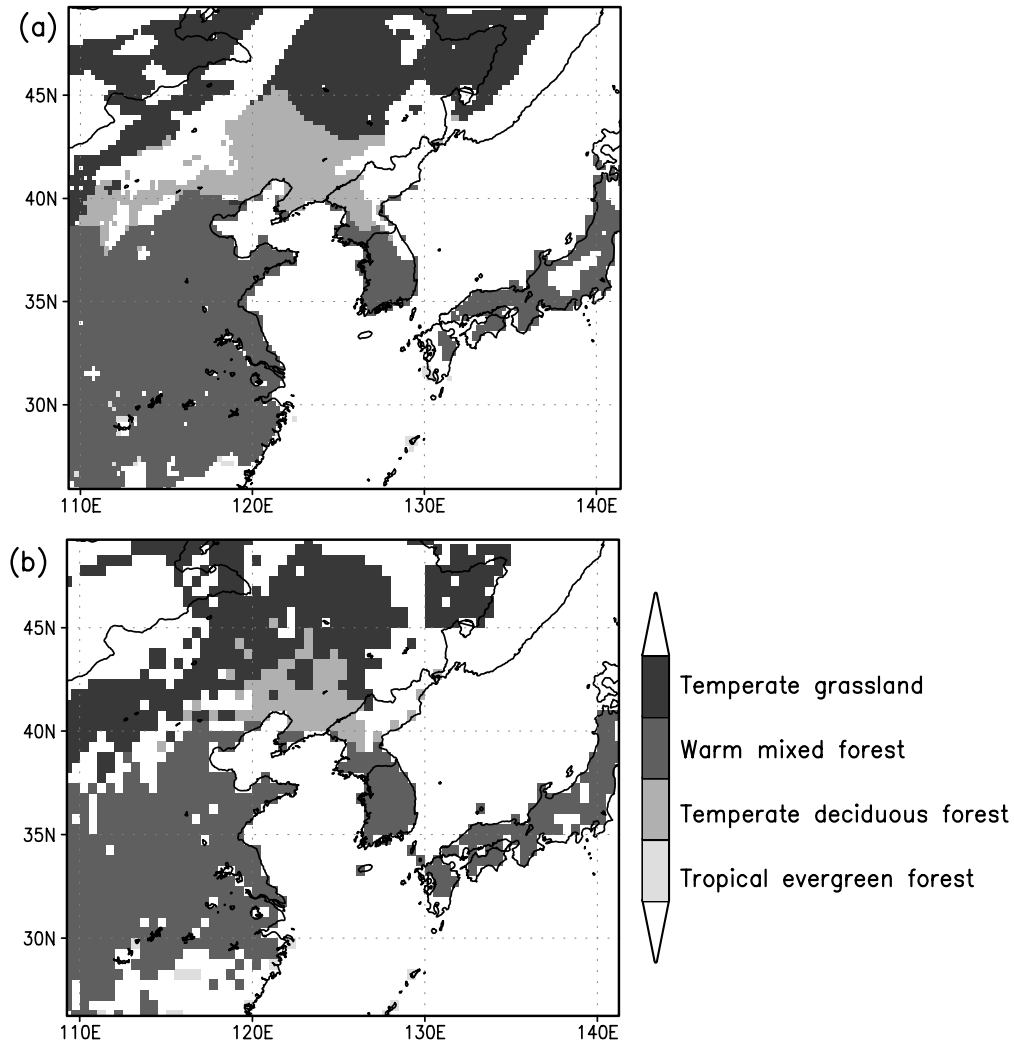 (a)
45N
40N
35N
30N
110E 120E 130E 140E
(b)
45N
40N
35N
30N
110E 120E 130E 140E
Temperate grassland
Warm mixed forest
Temperate deciduous forest
Tropical evergreen forest